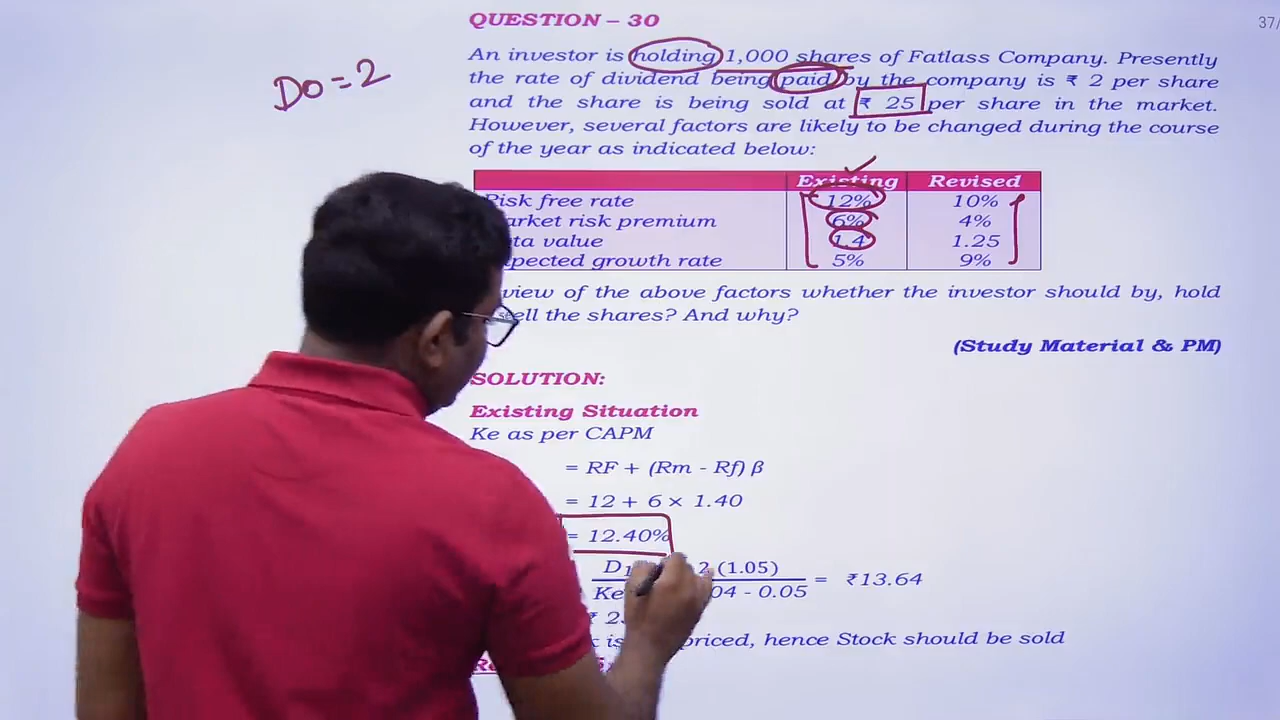 37/
QUESTION – 30
An investor is holding 1,000 shares of Fatlass Company. Presently
the rate of dividend being paid by the company is ₹ 2 per share
and the share is being sold at ₹ 25 per share in the market.
However, several factors are likely to be changed during the course
of the year as indicated below:
D0 = 2
Existing Revised
Risk free rate 12% 10%
arket risk premium 6% 4%
ta value 1.4 1.25
pected growth rate 5% 9%
view of the above factors whether the investor should by, hold
ell the shares? And why?
(Study Material & PM)
SOLUTION:
Existing Situation
Ke as per CAPM
= RF + (Rm - Rf) β
= 12 + 6 × 1.40
= 12.40%
D1 2 (1.05)
Ke 04 - 0.05 = ₹13.64
₹ 2
priced, hence Stock should be sold